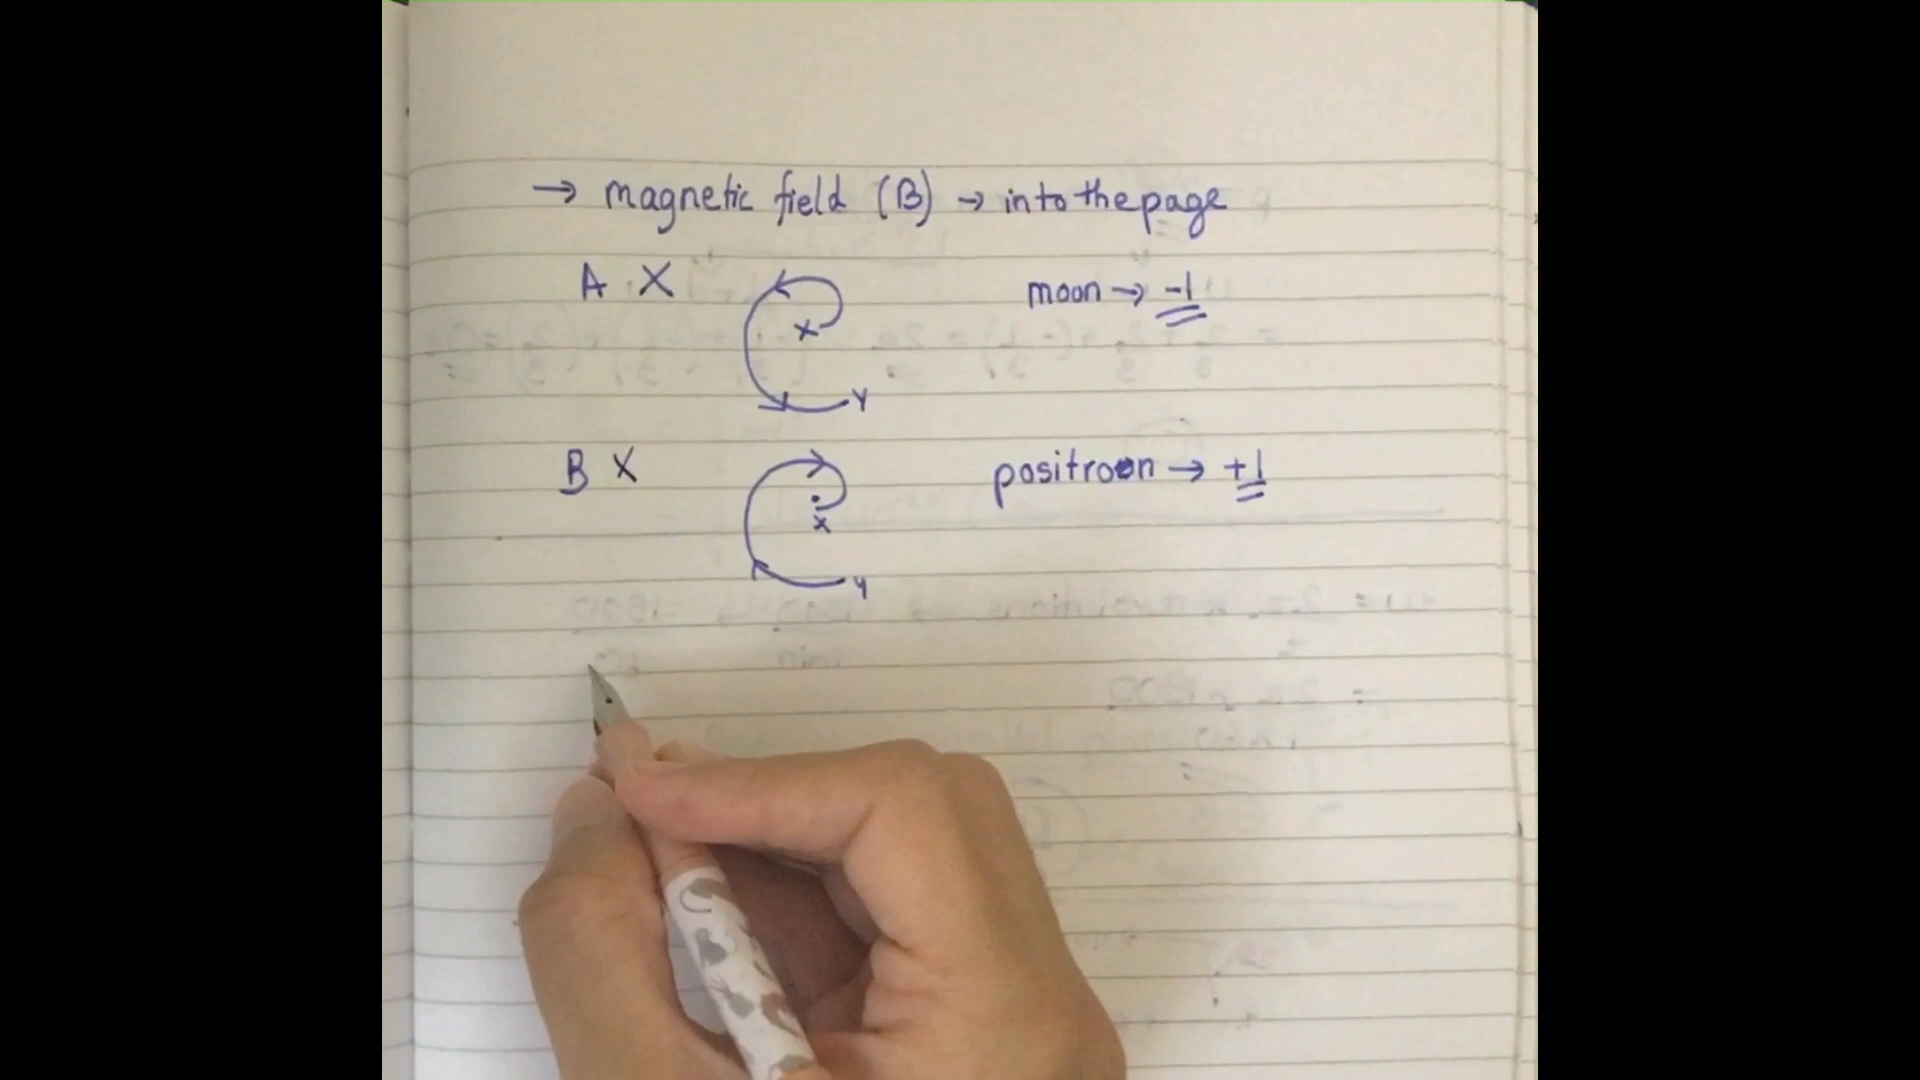 → magnetic field (B) → into the page
A X
X
Y
moon → -1
B X
X
Y
positroon → +1